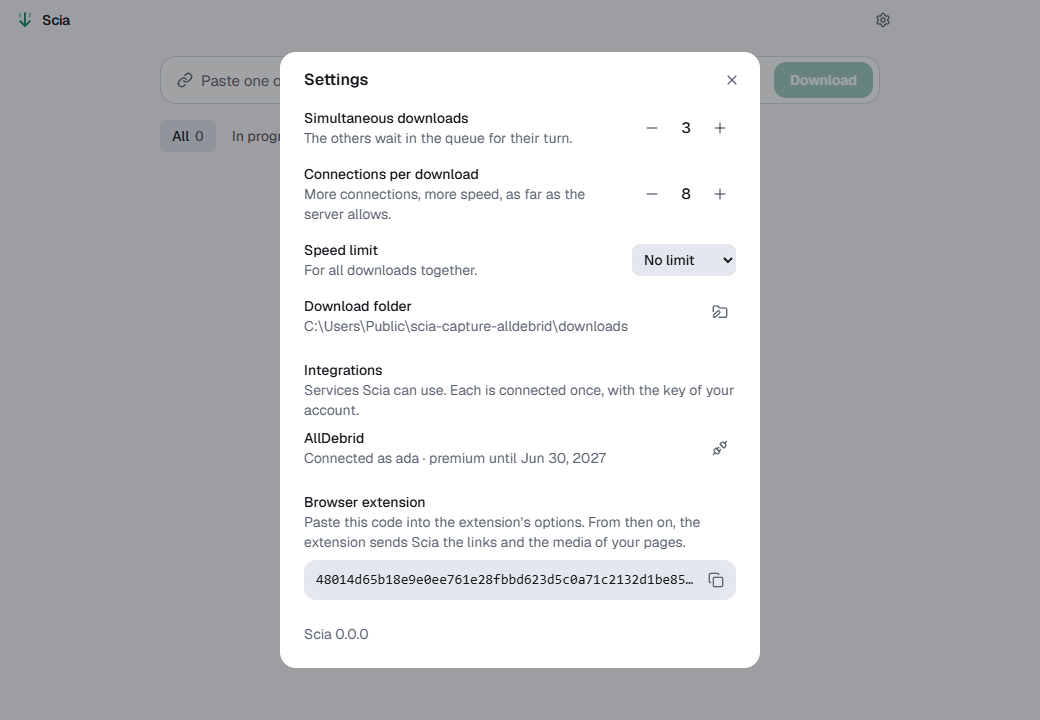 Scia
Paste one o
Download
All 0
In progr
Settings
Simultaneous downloads
The others wait in the queue for their turn.
3
Connections per download
More connections, more speed, as far as the
server allows.
8
Speed limit
For all downloads together.
No limit
Download folder
C:\Users\Public\scia-capture-alldebrid\downloads
Integrations
Services Scia can use. Each is connected once, with the key of your
account.
AllDebrid
Connected as ada · premium until Jun 30, 2027
Browser extension
Paste this code into the extension's options. From then on, the
extension sends Scia the links and the media of your pages.
48014d65b18e9e0ee761e28fbbd623d5c0a71c2132d1be85…
Scia 0.0.0